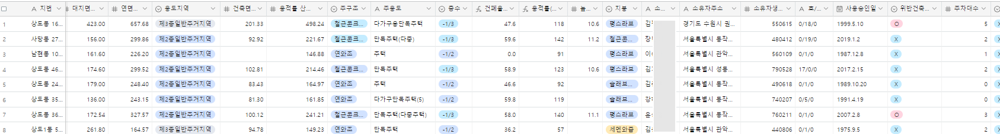 지번 대지면... 연면... 용도지역 건축면... 용적률 산... 주구조 주용도 층수 건폐율... 용적률(... 높... 지붕 소... 소유자주소 소유자생... 호/... 사용승인일 위반건축... 주차대수
1 상도동 16... 423.00 657.68 제3종일반주거지역 201.33 498.24 철근콘크... 다가구용단독주택 -1/3 47.6 118 10.6 평스라브 김 경기도 수원시 권... 550615 0/18/0 1999.5.10 O 5 X
2 사당동 27... 156.00 299.86 제2종일반주거지역 92.92 221.67 철근콘크... 단독주택(다중) -1/3 59.6 142 11.2 철근콘... 장 서울특별시 동작... 480412 0/19/0 2019.1.2 X 2 X
3 남현동 10... 161.60 226.20 제2종일반주거지역 146.88 연와조 주택 -1/2 0.0 91 평스라브 이 서울특별시 관악... 560109 0/1/0 1987.12.8 X 1 X
4 상도동 46... 174.60 299.52 제2종일반주거지역 102.81 214.46 철근콘크... 단독주택 -1/3 58.9 123 10.6 평스라브 김 서울특별시 성동... 790528 17/0/0 2017.2.15 X 2 X
5 상도동 24... 179.00 248.40 제2종일반주거지역 83.43 164.97 연와조 주택 -1/2 46.6 92 슬래브... 김 서울특별시 동작... 490618 0/1/0 1989.10.20 X 0 X
6 상도동 35... 136.00 243.15 제2종일반주거지역 81.30 161.85 연와조 다가구단독주택(5) -1/2 59.8 119 슬래브... 강 서울특별시 동작... 740207 0/5/0 1991.4.19 X 0 X
7 상도동 36... 172.54 327.57 제2종일반주거지역 100.12 241.21 철근콘크... 단독주택(다중주택) -1/3 58.0 140 11.1 평스라브 윤 서울특별시 동작... 760211 0/1/0 2007.2.8 O 3 X
8 상도1동 5... 261.80 164.57 제3종일반주거지역 94.78 149.23 연와조 단독주택 -1/2 36.2 57 세멘와즙 김 서울특별시 관악... 440806 0/1/0 1975.9.5 X 2 X